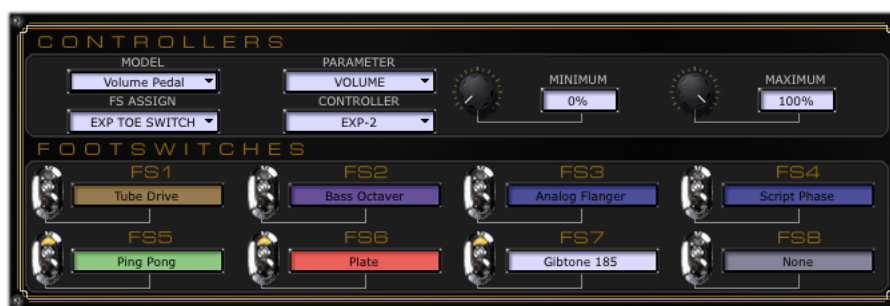 CONTROLLERS
MODEL PARAMETER
Volume Pedal VOLUME MINIMUM MAXIMUM
FS ASSIGN CONTROLLER 0% 100%
EXP TOE SWITCH EXP-2
FOOTSWITCHES
FS1 FS2 FS3 FS4
Tube Drive Bass Octaver Analog Flanger Script Phase
FS5 FS6 FS7 FS8
Ping Pong Plate Gibtone 185 None